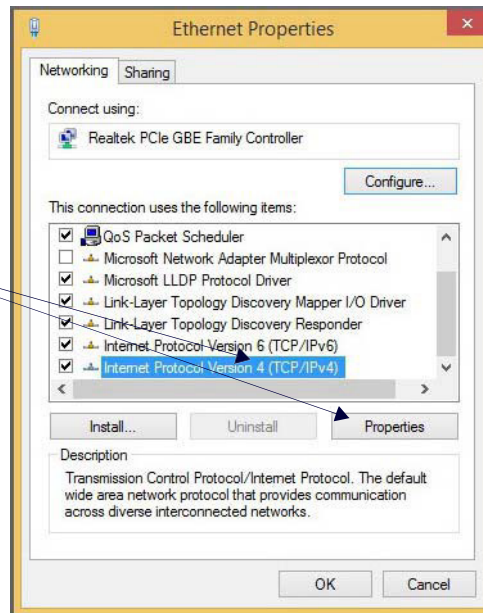 Ethernet Properties
Networking Sharing
Connect using:
Realtek PCIe GBE Family Controller
Configure...
This connection uses the following items:
QoS Packet Scheduler
Microsoft Network Adapter Multiplexor Protocol
Microsoft LLDP Protocol Driver
Link-Layer Topology Discovery Mapper I/O Driver
Link-Layer Topology Discovery Responder
Internet Protocol Version 6 (TCP/IPv6)
Internet Protocol Version 4 (TCP/IPv4)
Install... Uninstall Properties
Description
Transmission Control Protocol/Internet Protocol. The default
wide area network protocol that provides communication
across diverse interconnected networks.
OK Cancel